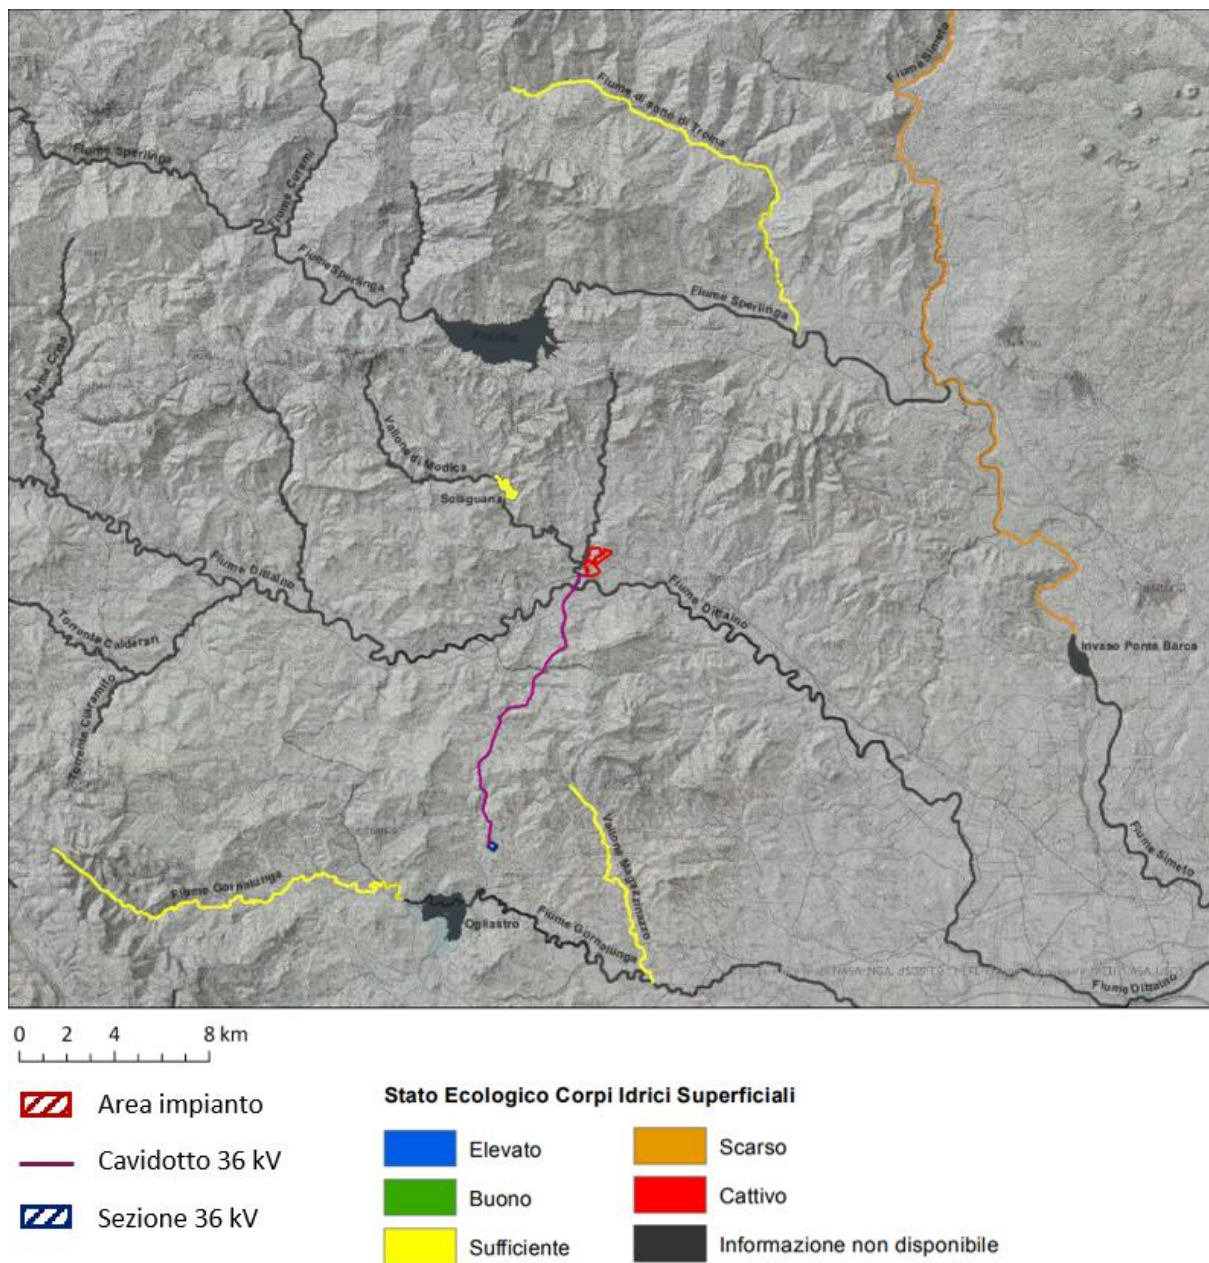 Fiume Simeto
Fiume di sotto di Troina
Fiume Sperlinga
Fiume Cerami
Fiume Sperlinga
Fiume Sperlinga
Pozzillo
Fiume Crisa
Vallone di Modica
Sciaguana
Fiume Dittaino
Fiume Dittaino
Torrente Calderari
Torrente Curramito
Invaso Ponte Barca
Fiume Simeto
Vallone Magazzinazzo
Fiume Gornalunga
Ogliastro
Fiume Gornalunga
Fiume Dittaino
0 2 4 8 km
Area impianto
Cavidotto 36 kV
Sezione 36 kV
Stato Ecologico Corpi Idrici Superficiali
Elevato
Buono
Sufficiente
Scarso
Cattivo
Informazione non disponibile